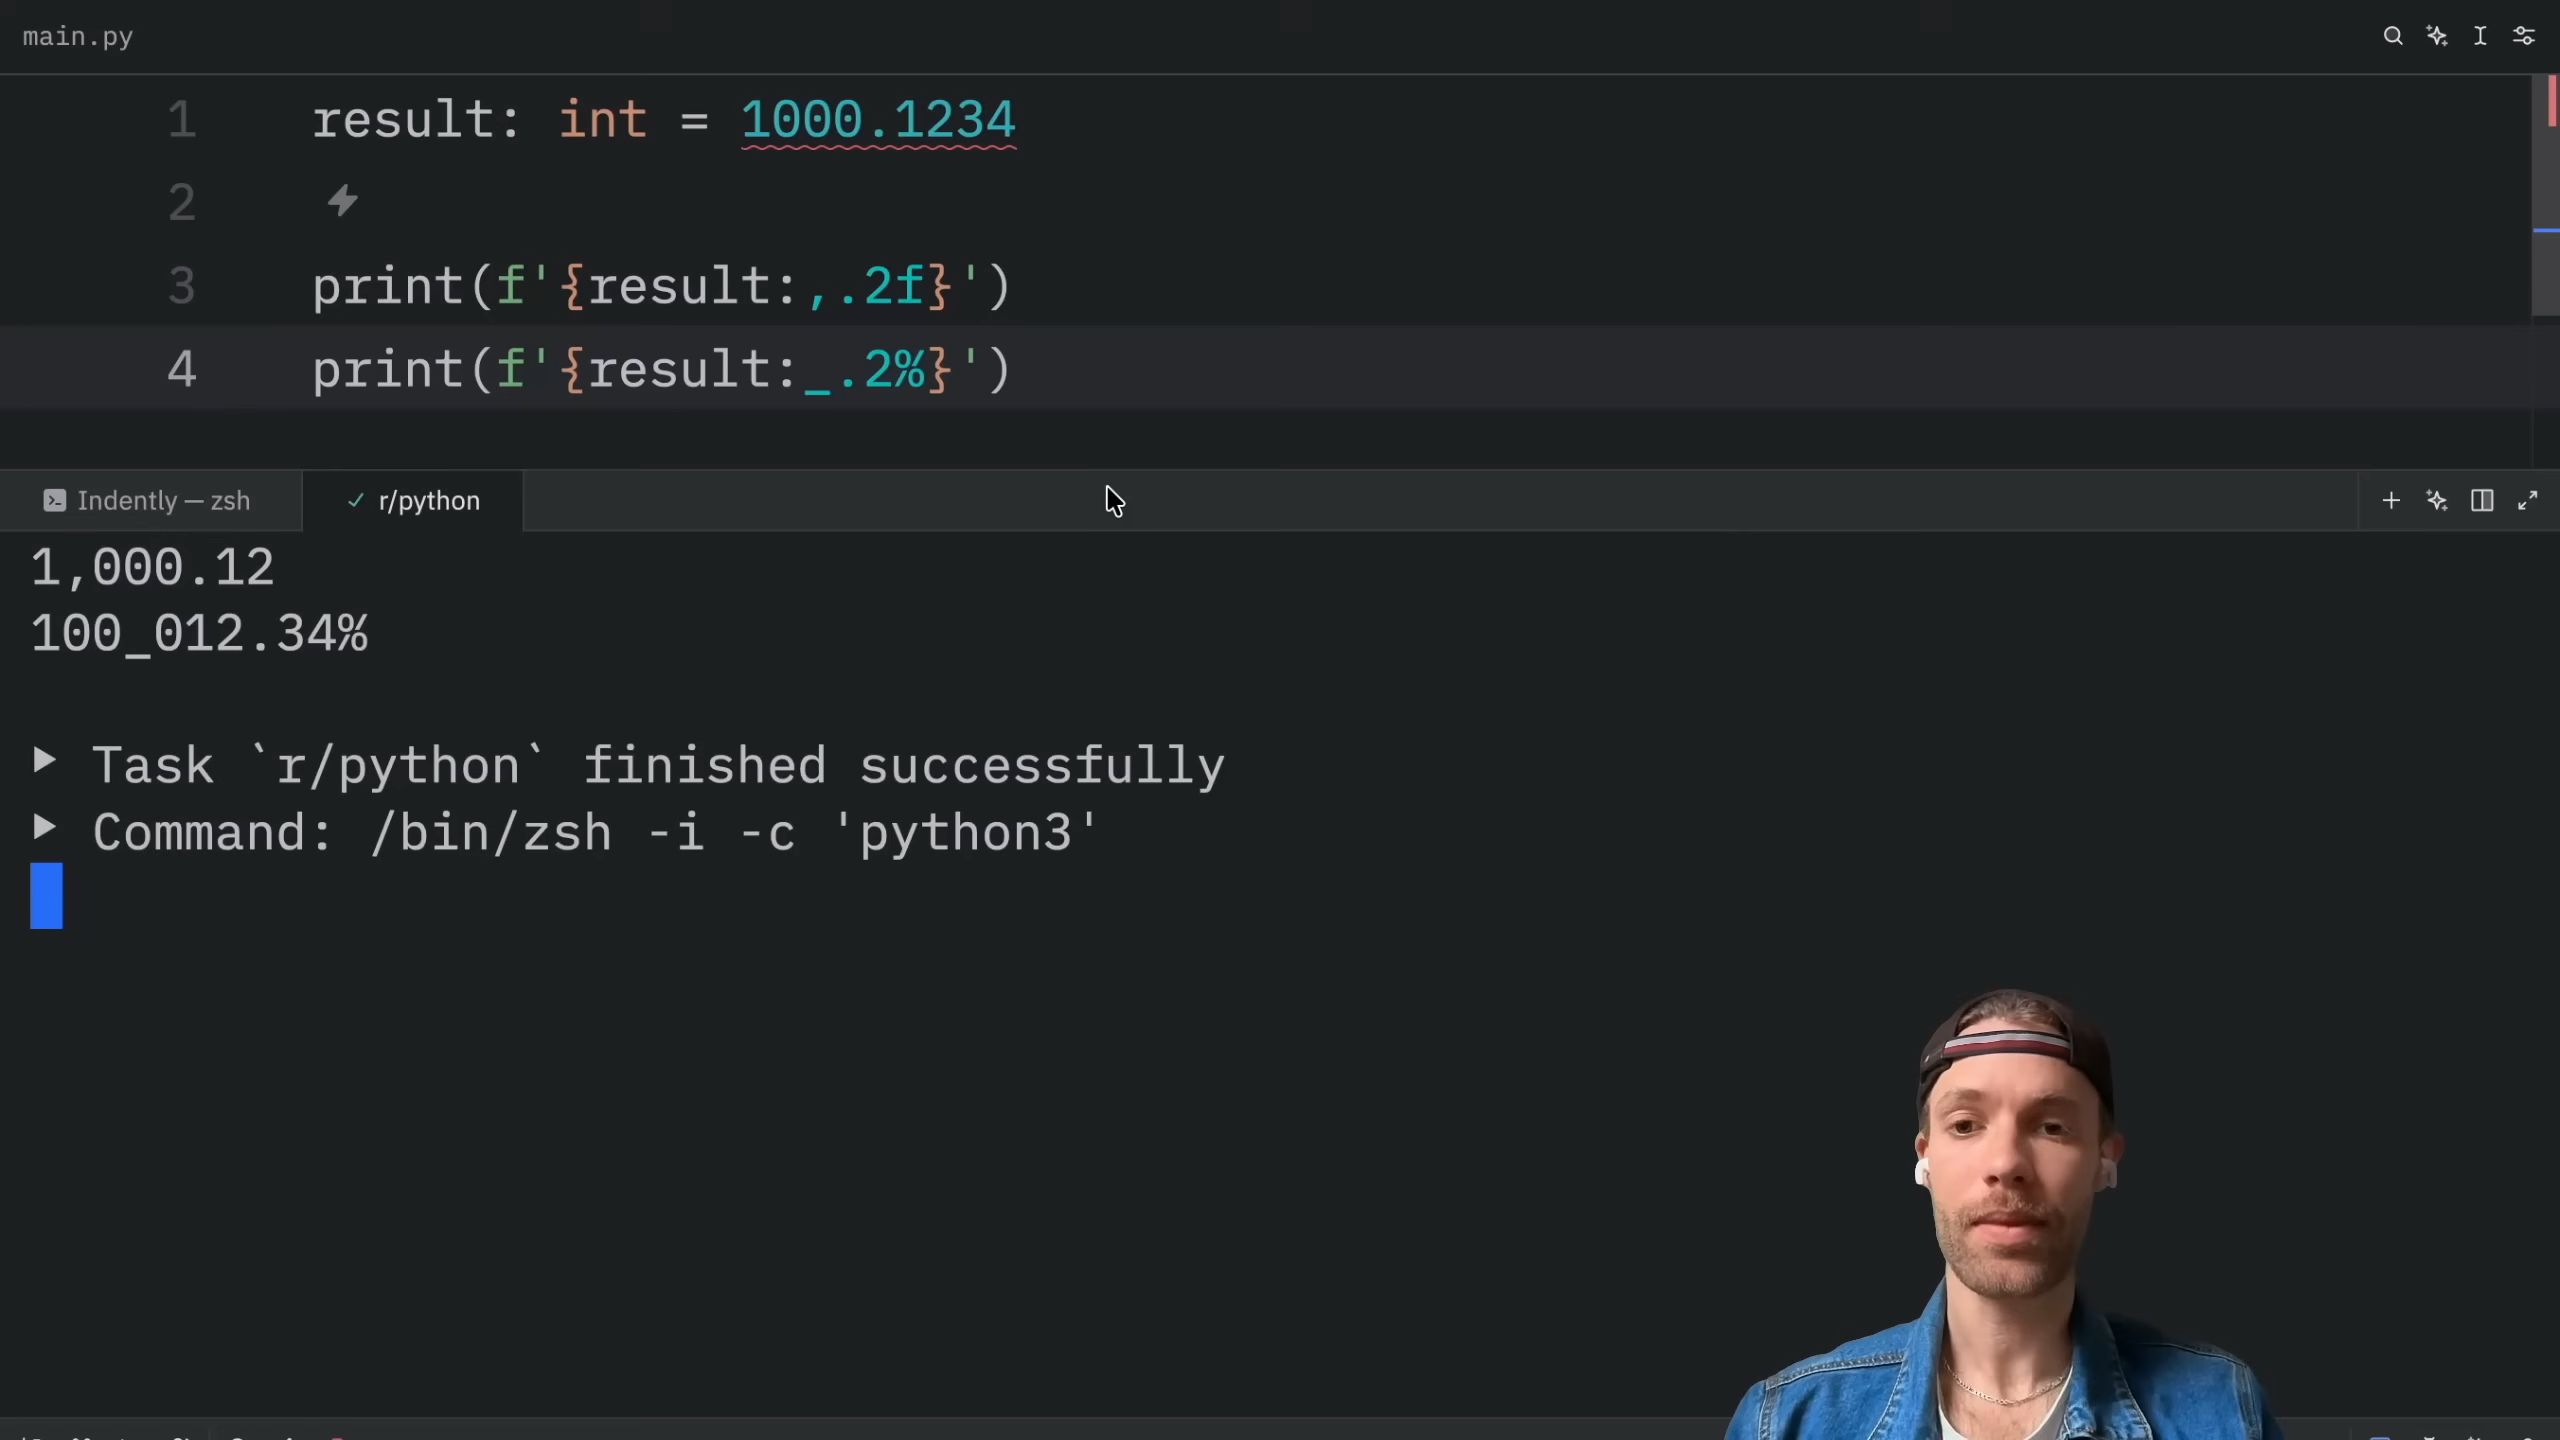 main.py
1 result: int = 1000.1234
2
3 print(f'{result:,.2f}')
4 print(f'{result:_.2%}')
Indently — zsh r/python
1,000.12
100_012.34%
Task `r/python` finished successfully
Command: /bin/zsh -i -c 'python3'